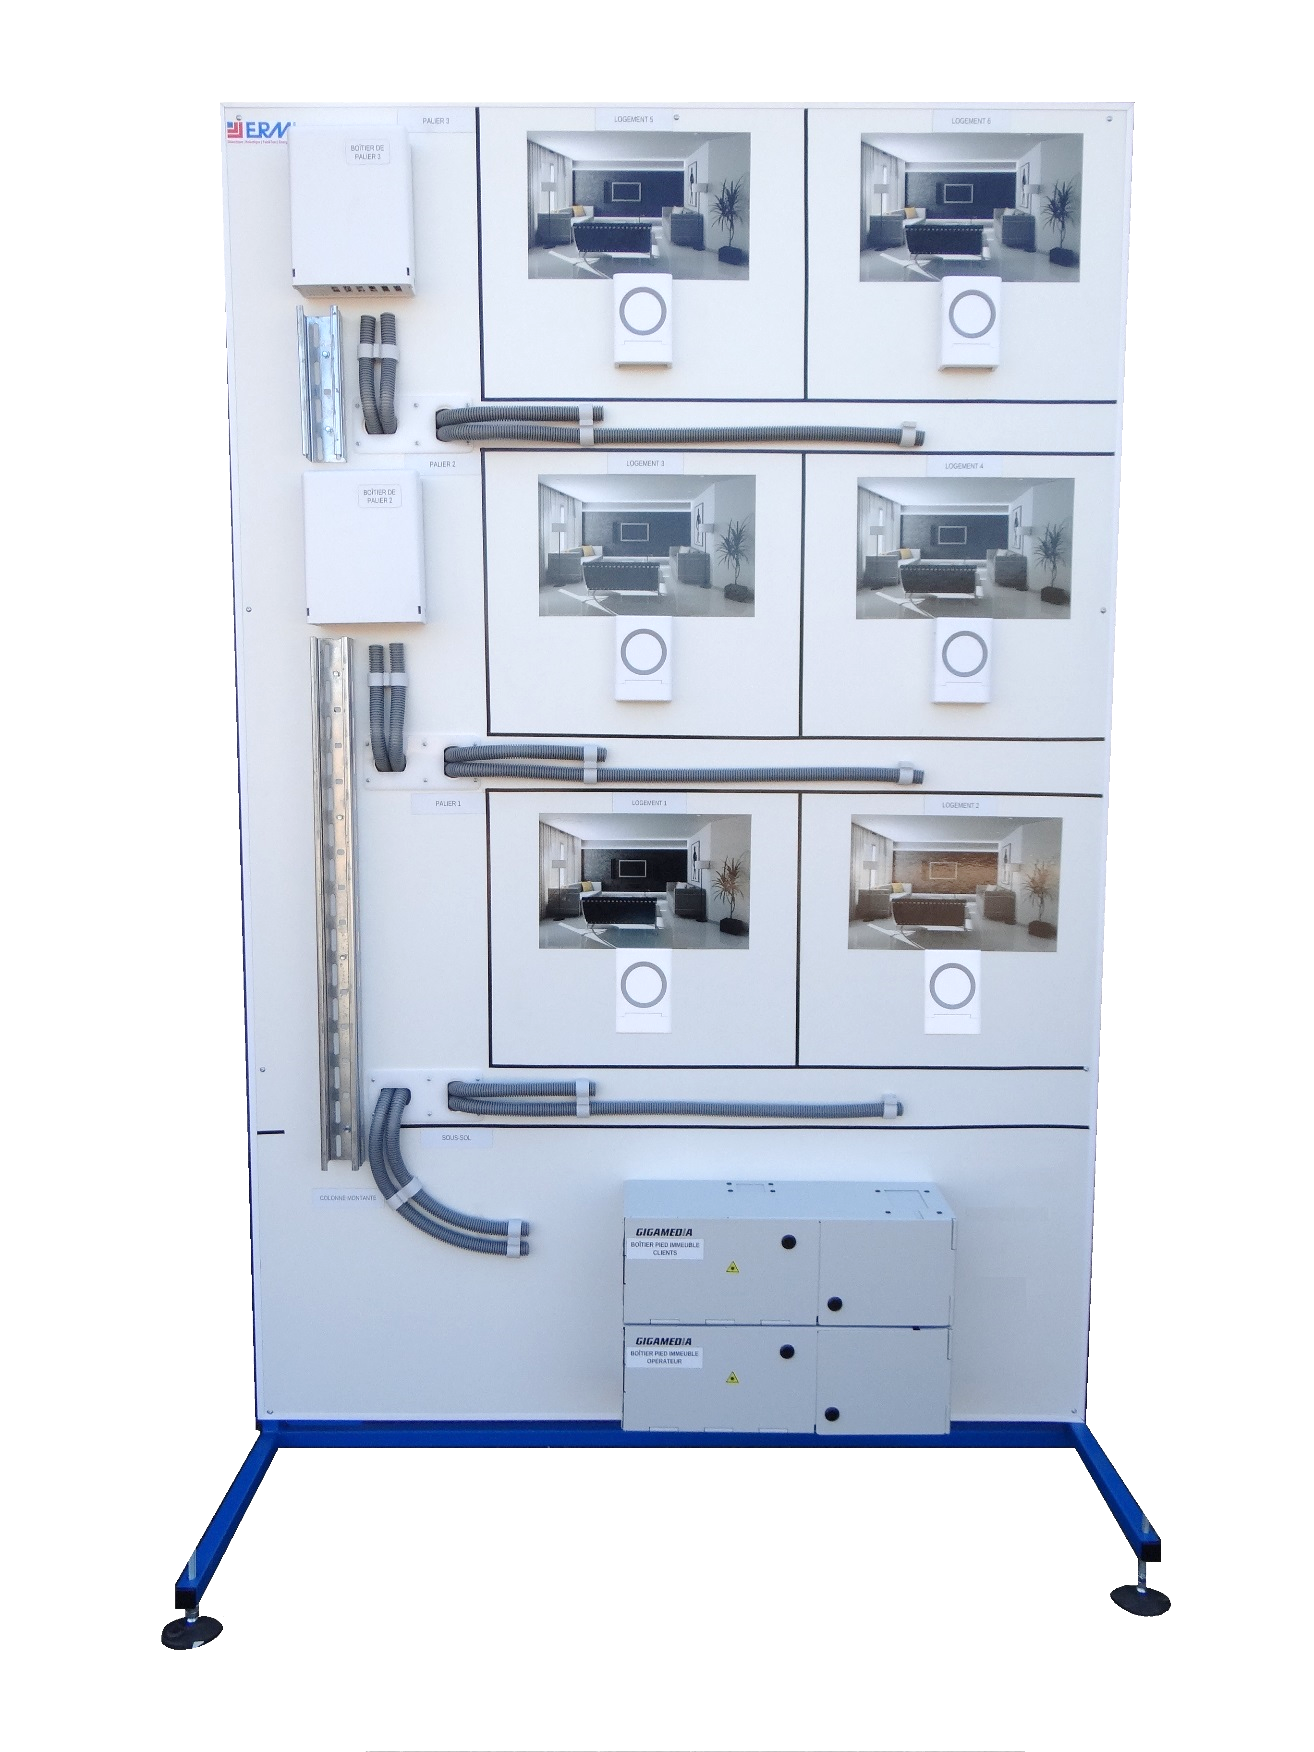 ERM
PALIER 3
LOGEMENT 5
LOGEMENT 6
BOÎTIER DE
PALIER 3
PALIER 2
LOGEMENT 3
LOGEMENT 4
BOÎTIER DE
PALIER 2
PALIER 1
LOGEMENT 1
LOGEMENT 2
SOUS-SOL
COLONNE MONTANTE
GIGAMEDIA
BOÎTIER PIED IMMEUBLE
CLIENTS
GIGAMEDIA
BOÎTIER PIED IMMEUBLE
OPERATEUR